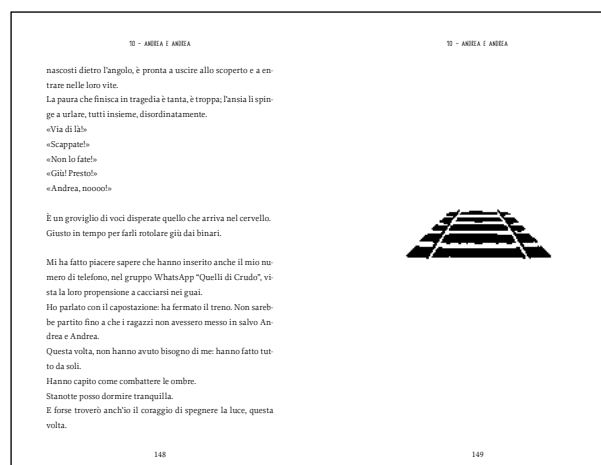 10 – ANDREA E ANDREA
nascosti dietro l'angolo, è pronta a uscire allo scoperto e a en-
trare nelle loro vite.
La paura che finisca in tragedia è tanta, è troppa; l'ansia li spin-
ge a urlare, tutti insieme, disordinatamente.
«Via di là!»
«Scappate!»
«Non lo fate!»
«Giù! Presto!»
«Andrea, noooo!»
È un groviglio di voci disperate quello che arriva nel cervello.
Giusto in tempo per farli rotolare giù dai binari.
Mi ha fatto piacere sapere che hanno inserito anche il mio nu-
mero di telefono, nel gruppo WhatsApp “Quelli di Crudo”, vi-
sta la loro propensione a cacciarsi nei guai.
Ho parlato con il capostazione: ha fermato il treno. Non sareb-
be partito fino a che i ragazzi non avessero messo in salvo An-
drea e Andrea.
Questa volta, non hanno avuto bisogno di me: hanno fatto tut-
to da soli.
Hanno capito come combattere le ombre.
Stanotte posso dormire tranquilla.
E forse troverò anch'io il coraggio di spegnere la luce, questa
volta.
148
10 – ANDREA E ANDREA
149